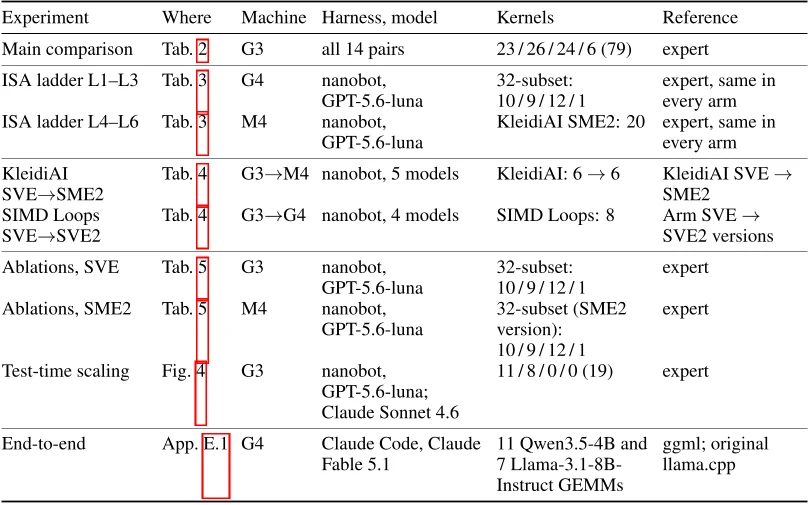 Experiment Where Machine Harness, model Kernels Reference
Main comparison Tab. 2 G3 all 14 pairs 23 / 26 / 24 / 6 (79) expert
ISA ladder L1–L3 Tab. 3 G4 nanobot, 32-subset: expert, same in
GPT-5.6-luna 10 / 9 / 12 / 1 every arm
ISA ladder L4–L6 Tab. 3 M4 nanobot, KleidiAI SME2: 20 expert, same in
GPT-5.6-luna every arm
KleidiAI Tab. 4 G3→M4 nanobot, 5 models KleidiAI: 6 → 6 KleidiAI SVE →
SVE→SME2 SME2
SIMD Loops Tab. 4 G3→G4 nanobot, 4 models SIMD Loops: 8 Arm SVE →
SVE→SVE2 SVE2 versions
Ablations, SVE Tab. 5 G3 nanobot, 32-subset: expert
GPT-5.6-luna 10 / 9 / 12 / 1
Ablations, SME2 Tab. 5 M4 nanobot, 32-subset (SME2 expert
GPT-5.6-luna version):
10 / 9 / 12 / 1
Test-time scaling Fig. 4 G3 nanobot, 11 / 8 / 0 / 0 (19) expert
GPT-5.6-luna;
Claude Sonnet 4.6
End-to-end App. E.1 G4 Claude Code, Claude 11 Qwen3.5-4B and ggml; original
Fable 5.1 7 Llama-3.1-8B- llama.cpp
Instruct GEMMs